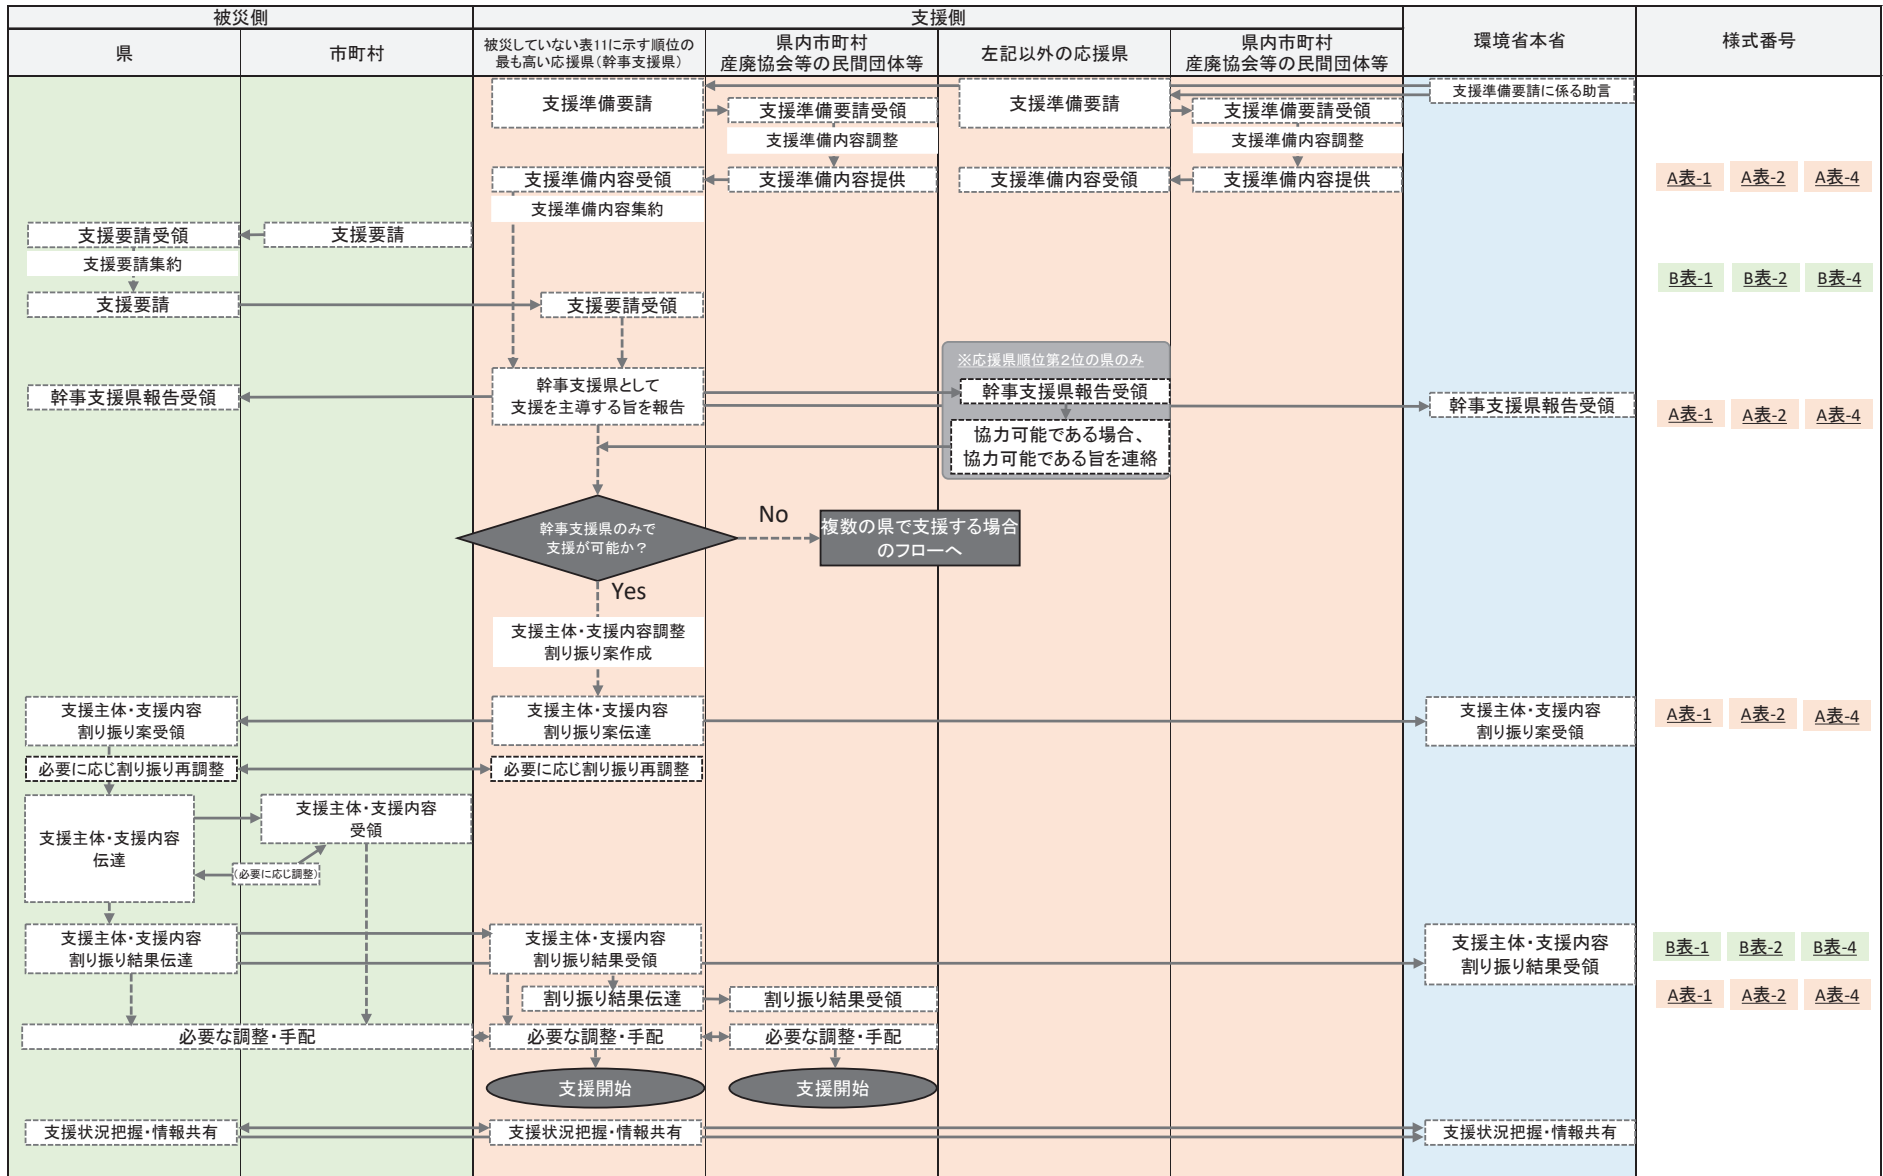 被災側
支援側
県
市町村
被災していない表11に示す順位の
最も高い応援県(幹事支援県)
県内市町村
産廃協会等の民間団体等
左記以外の応援県
県内市町村
産廃協会等の民間団体等
環境省本省
様式番号
支援準備要請
支援準備要請受領
支援準備要請
支援準備要請受領
支援準備要請に係る助言
支援準備内容調整
支援準備内容調整
支援準備内容受領
支援準備内容提供
支援準備内容受領
支援準備内容提供
A表-1
A表-2
A表-4
支援準備内容集約
支援要請受領
支援要請
支援要請集約
B表-1
B表-2
B表-4
支援要請
支援要請受領
※応援県順位第2位の県のみ
幹事支援県報告受領
幹事支援県として
支援を主導する旨を報告
幹事支援県報告受領
幹事支援県報告受領
A表-1
A表-2
A表-4
協力可能である場合、
協力可能である旨を連絡
幹事支援県のみで
支援が可能か?
No
複数の県で支援する場合
のフローへ
Yes
支援主体・支援内容調整
割り振り案作成
支援主体・支援内容
割り振り案受領
支援主体・支援内容
割り振り案伝達
支援主体・支援内容
割り振り案受領
A表-1
A表-2
A表-4
必要に応じ割り振り再調整
必要に応じ割り振り再調整
支援主体・支援内容
伝達
支援主体・支援内容
受領
(必要に応じ調整)
支援主体・支援内容
割り振り結果伝達
支援主体・支援内容
割り振り結果受領
支援主体・支援内容
割り振り結果受領
B表-1
B表-2
B表-4
割り振り結果伝達
割り振り結果受領
A表-1
A表-2
A表-4
必要な調整・手配
必要な調整・手配
必要な調整・手配
支援開始
支援開始
支援状況把握・情報共有
支援状況把握・情報共有
支援状況把握・情報共有